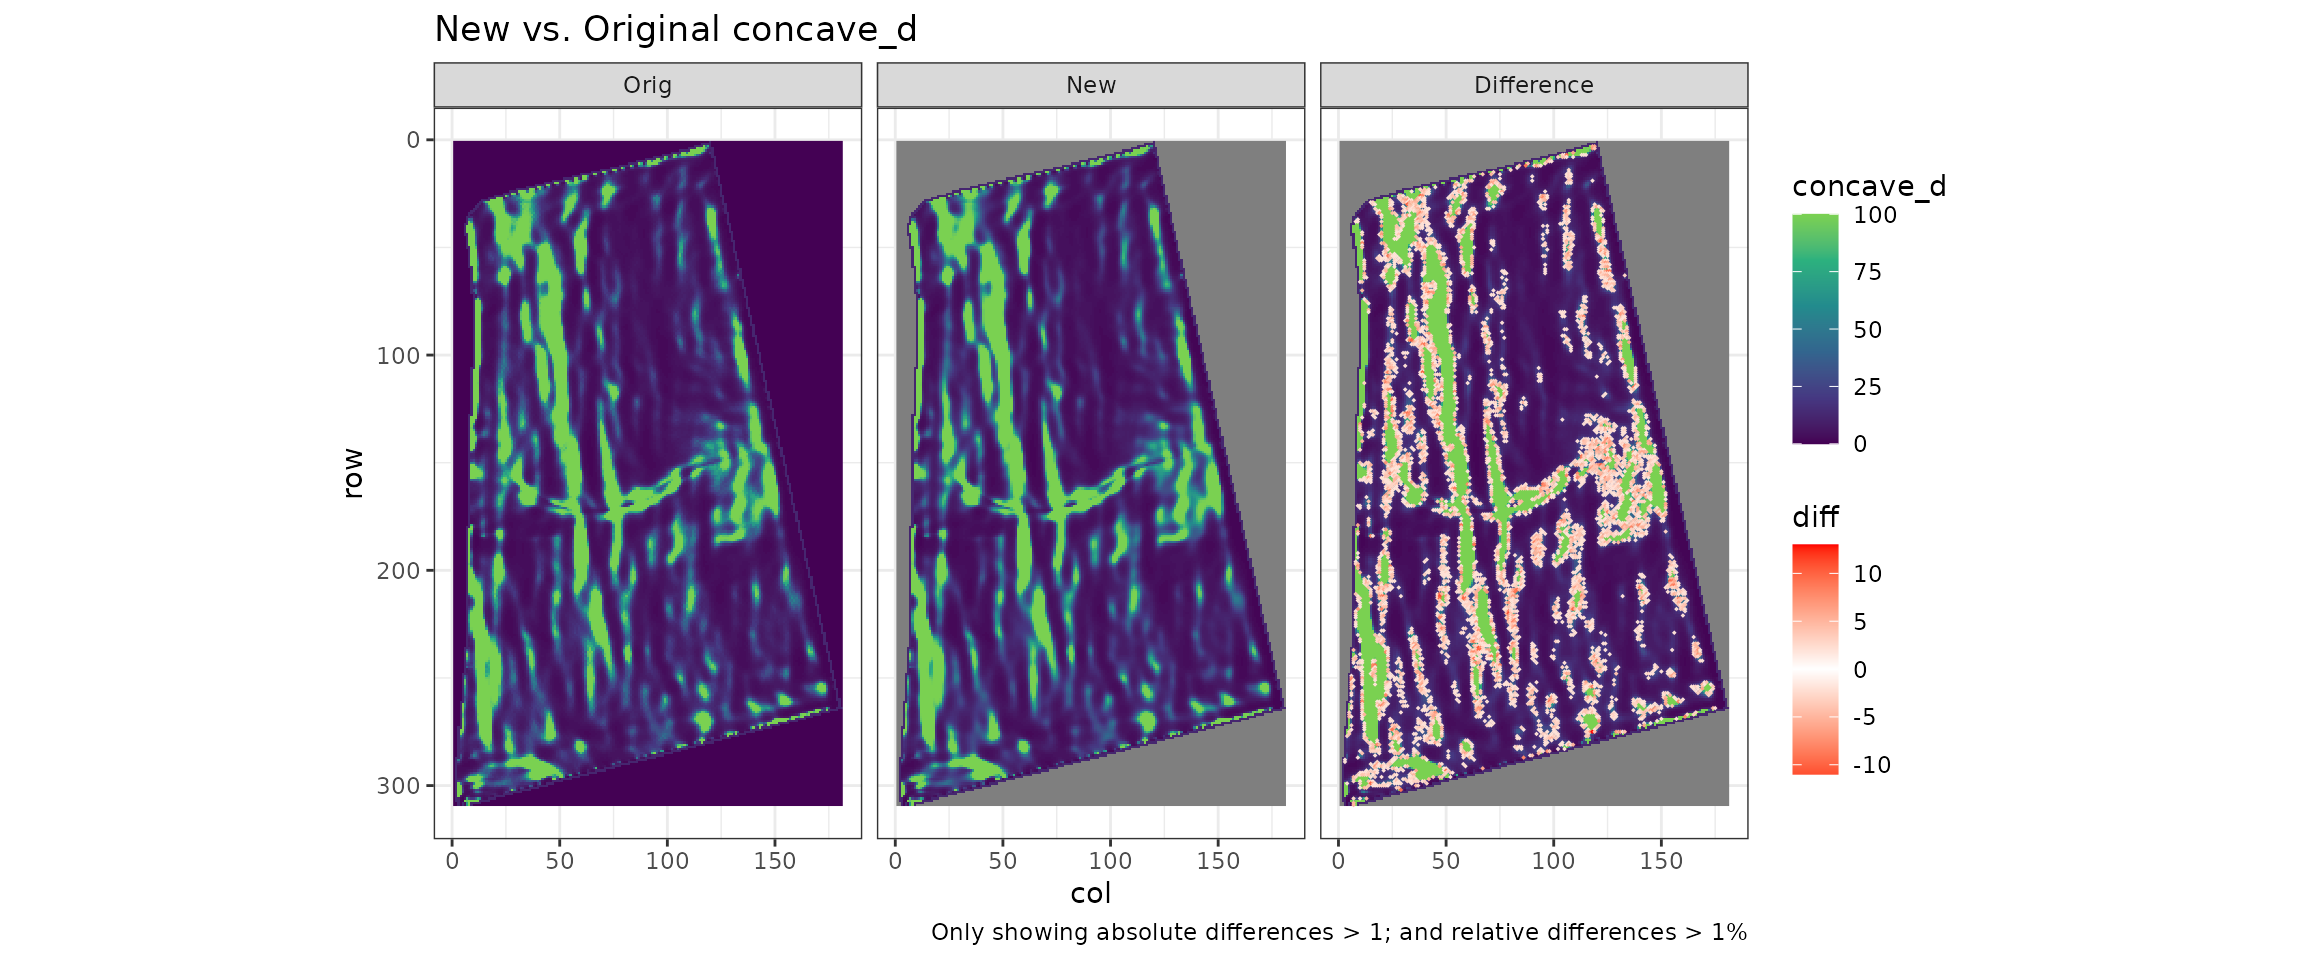 New vs. Original concave_d
Orig
New
Difference
0
100
200
300
row
0
50
100
150
0
50
100
150
0
50
100
150
col
concave_d
100
75
50
25
0
diff
10
5
0
-5
-10
Only showing absolute differences > 1; and relative differences > 1%